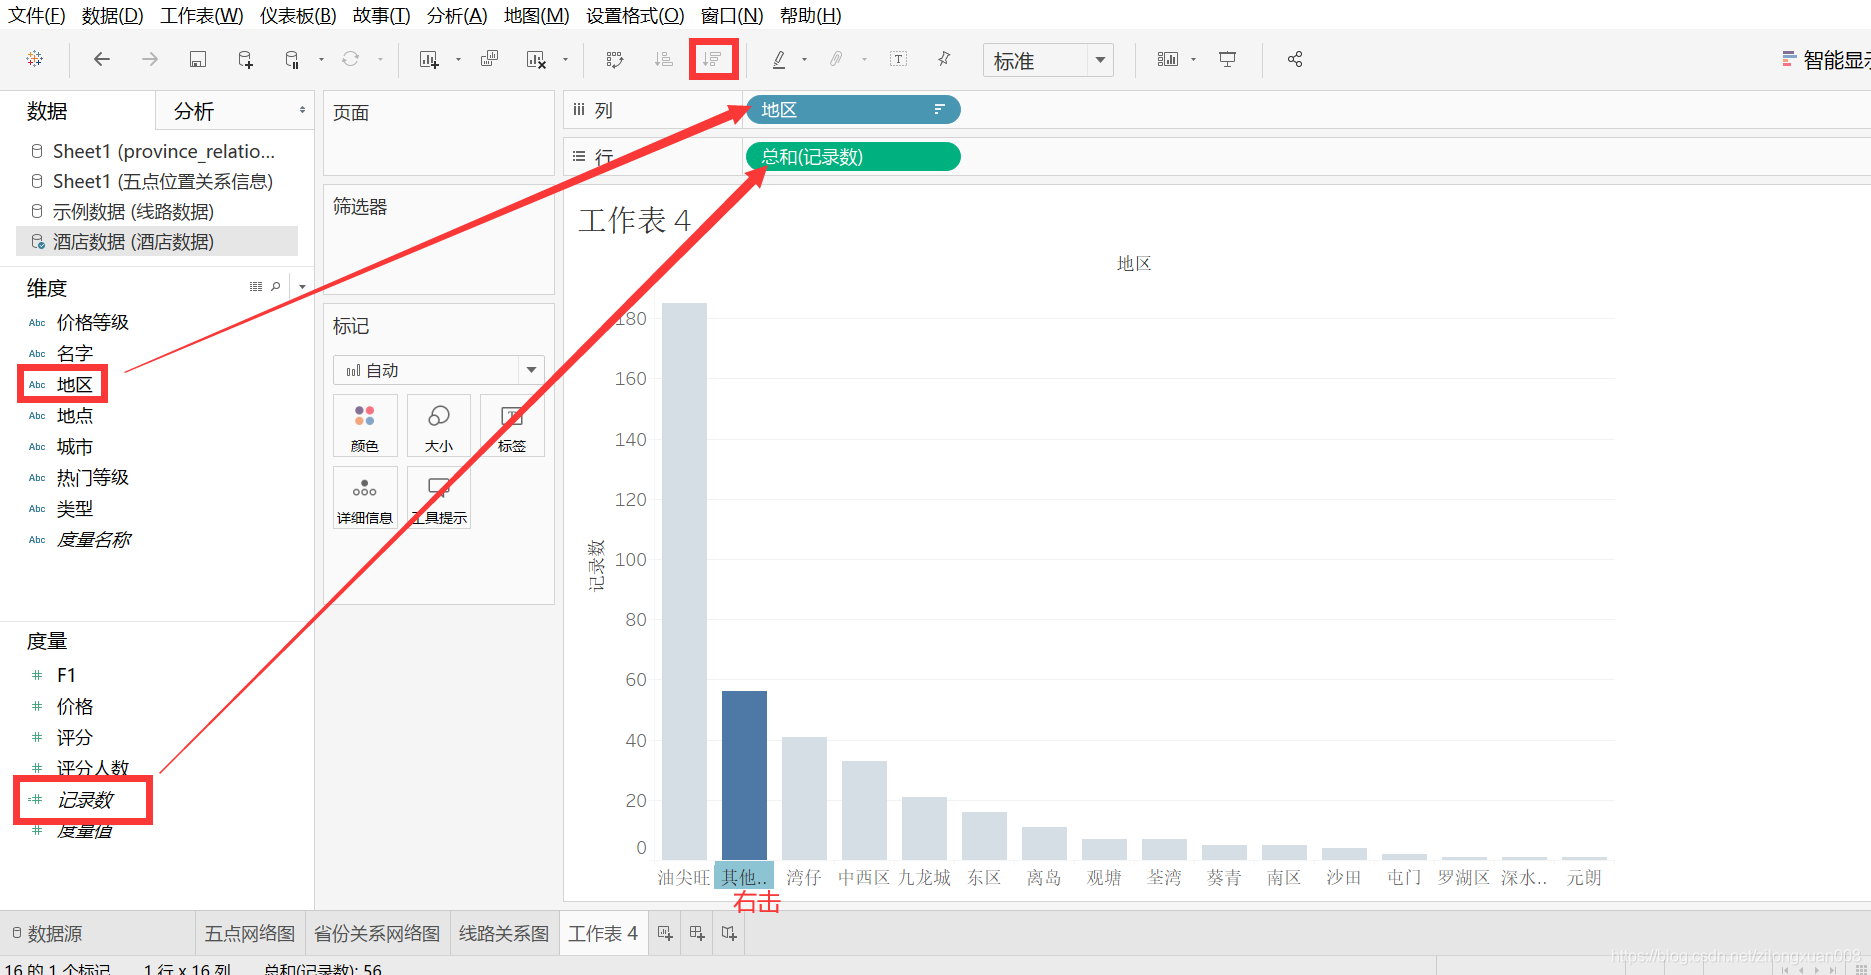 文件(F) 数据(D) 工作表(W) 仪表板(B) 故事(T) 分析(A) 地图(M) 设置格式(O) 窗口(N) 帮助(H)
标准
智能显示
数据 分析
Sheet1 (province_relatio...
Sheet1 (五点位置关系信息)
示例数据 (线路数据)
酒店数据 (酒店数据)
维度
Abc 价格等级
Abc 名字
Abc 地区
Abc 地点
Abc 城市
Abc 热门等级
Abc 类型
Abc 度量名称
度量
# F1
# 价格
# 评分
# 评分人数
=# 记录数
# 度量值
页面
筛选器
标记
自动
颜色 大小 标签
详细信息 工具提示
列 地区
行 总和(记录数)
工作表 4
地区
记录数
180
160
140
120
100
80
60
40
20
0
油尖旺 其他.. 湾仔 中西区 九龙城 东区 离岛 观塘 荃湾 葵青 南区 沙田 屯门 罗湖区 深水.. 元朗
右击
数据源 五点网络图 省份关系网络图 线路关系图 工作表 4
16 的 1 个标记 1 行 x 16 列 总和(记录数): 56
https://blog.csdn.net/zitongxuan008